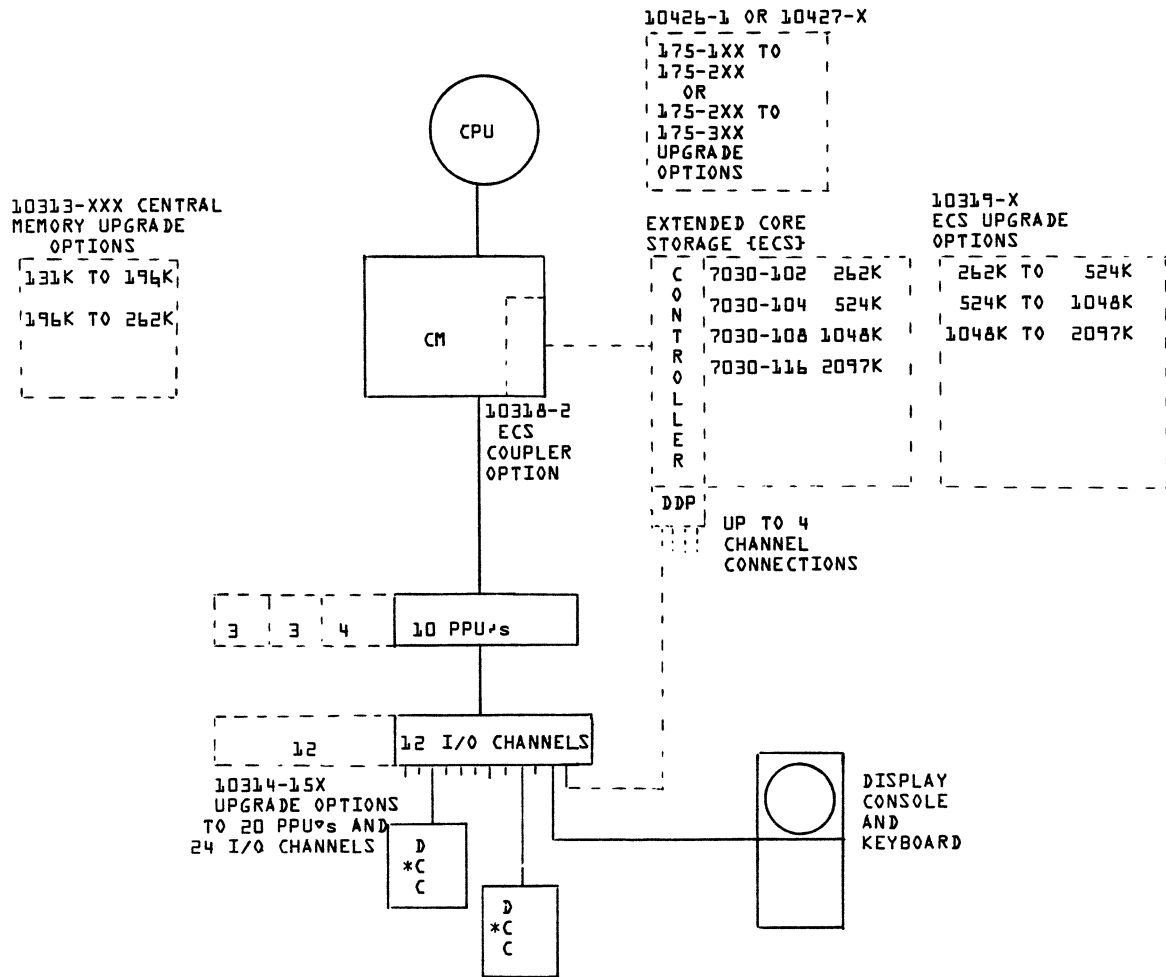 10426-1 OR 10427-X
175-1XX TO
175-2XX
OR
175-2XX TO
175-3XX
UPGRADE
OPTIONS
CPU
10313-XXX CENTRAL
MEMORY UPGRADE
OPTIONS
131K TO 196K
196K TO 262K
CM
10318-2
ECS
COUPLER
OPTION
EXTENDED CORE
STORAGE {ECS}
CONTROLLER
7030-102 262K
7030-104 524K
7030-108 1048K
7030-116 2097K
DDP
UP TO 4
CHANNEL
CONNECTIONS
10319-X
ECS UPGRADE
OPTIONS
262K TO 524K
524K TO 1048K
1048K TO 2097K
3 3 4 10 PPU's
12 12 I/O CHANNELS
10314-15X
UPGRADE OPTIONS
TO 20 PPU▿s AND
24 I/O CHANNELS
D
*C
C
D
*C
C
DISPLAY
CONSOLE
AND
KEYBOARD